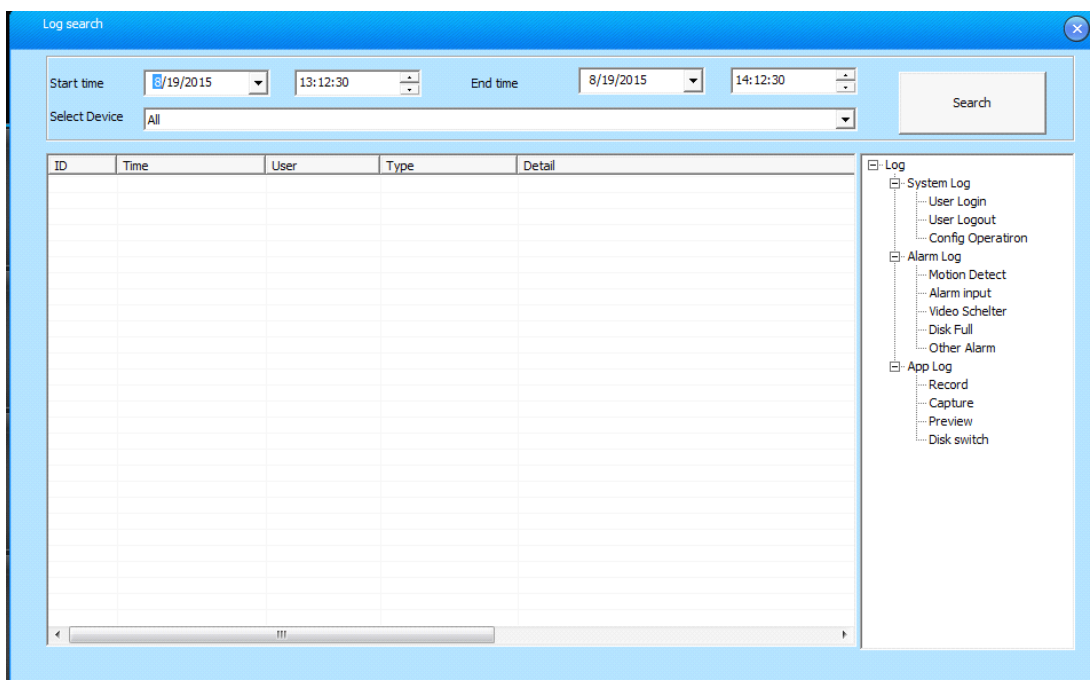 Log search
Start time 8/19/2015 13:12:30 End time 8/19/2015 14:12:30
Search
Select Device All
ID Time User Type Detail
Log
System Log
User Login
User Logout
Config Operatiron
Alarm Log
Motion Detect
Alarm input
Video Schelter
Disk Full
Other Alarm
App Log
Record
Capture
Preview
Disk switch